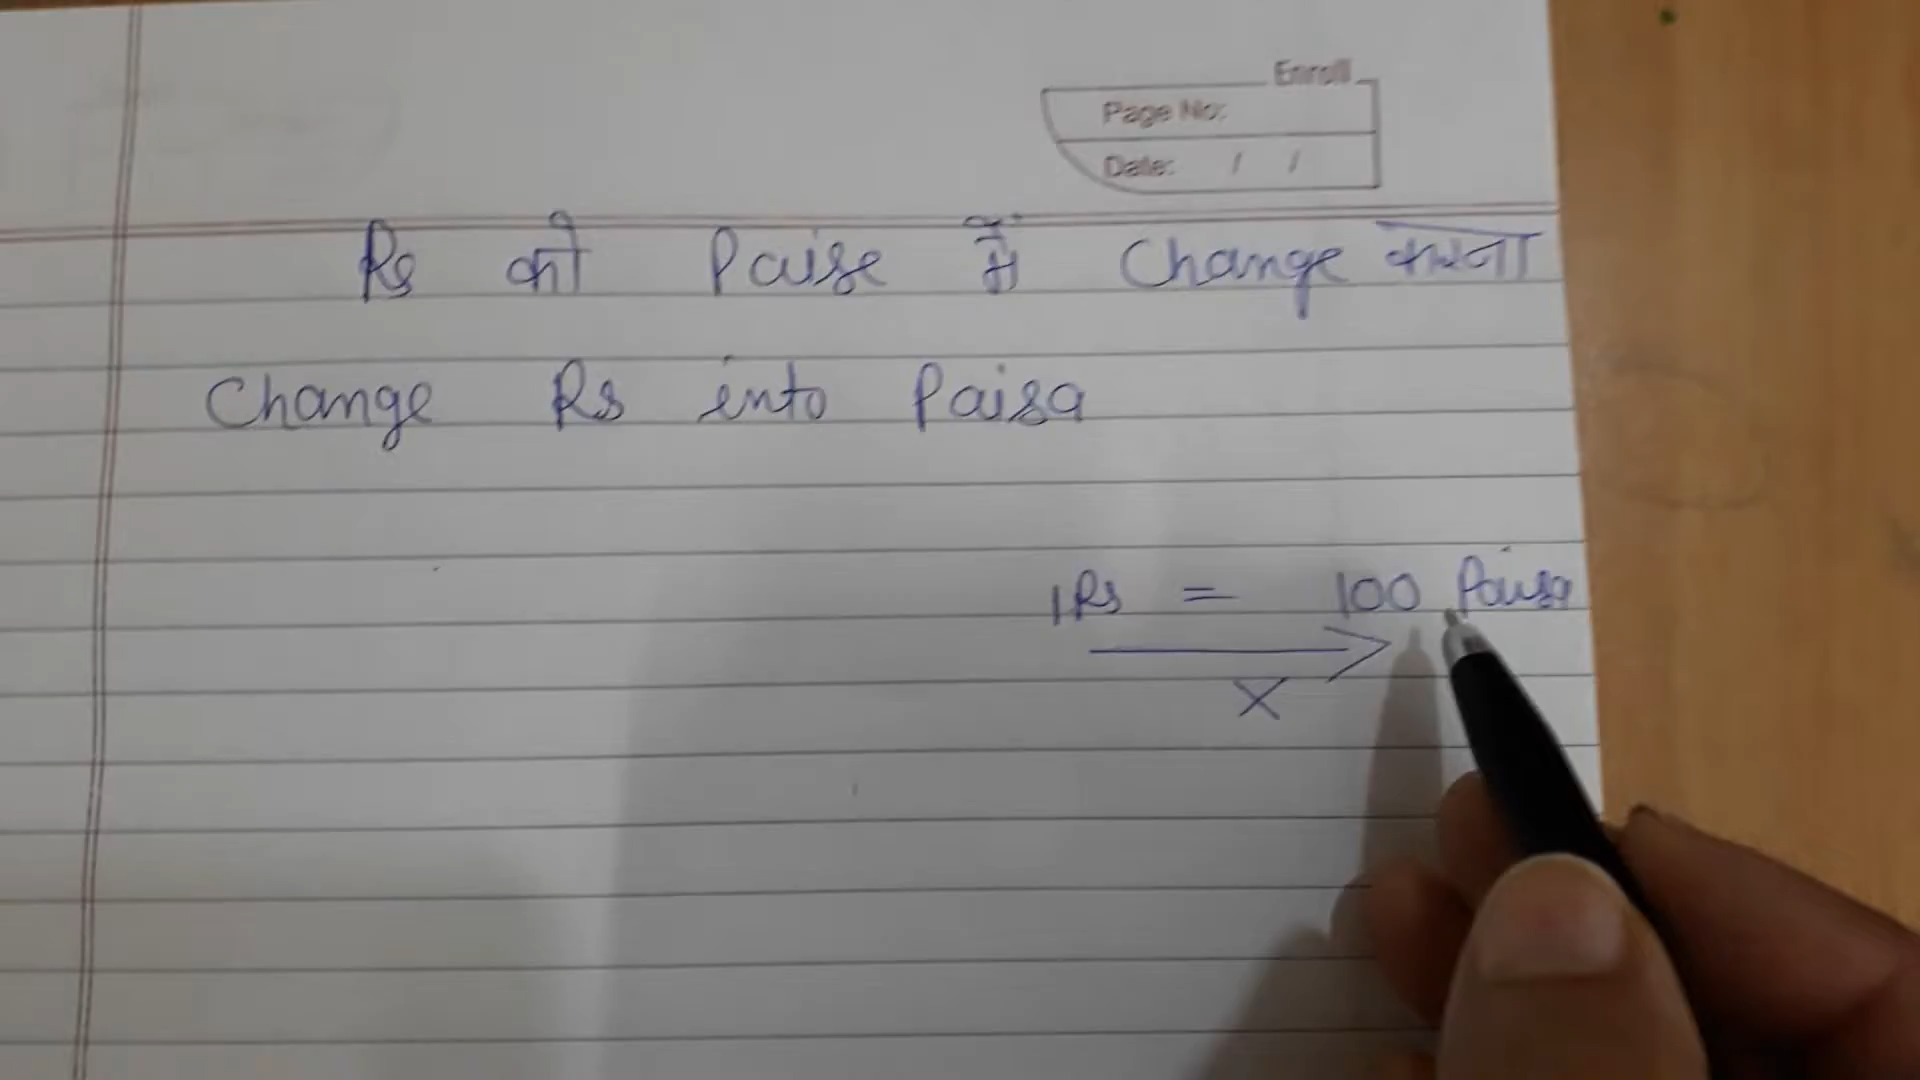 Enroll
Page No:
Date: / /
Rs को Paise में Change करना
Change Rs into Paisa
1Rs = 100 Paisa
X